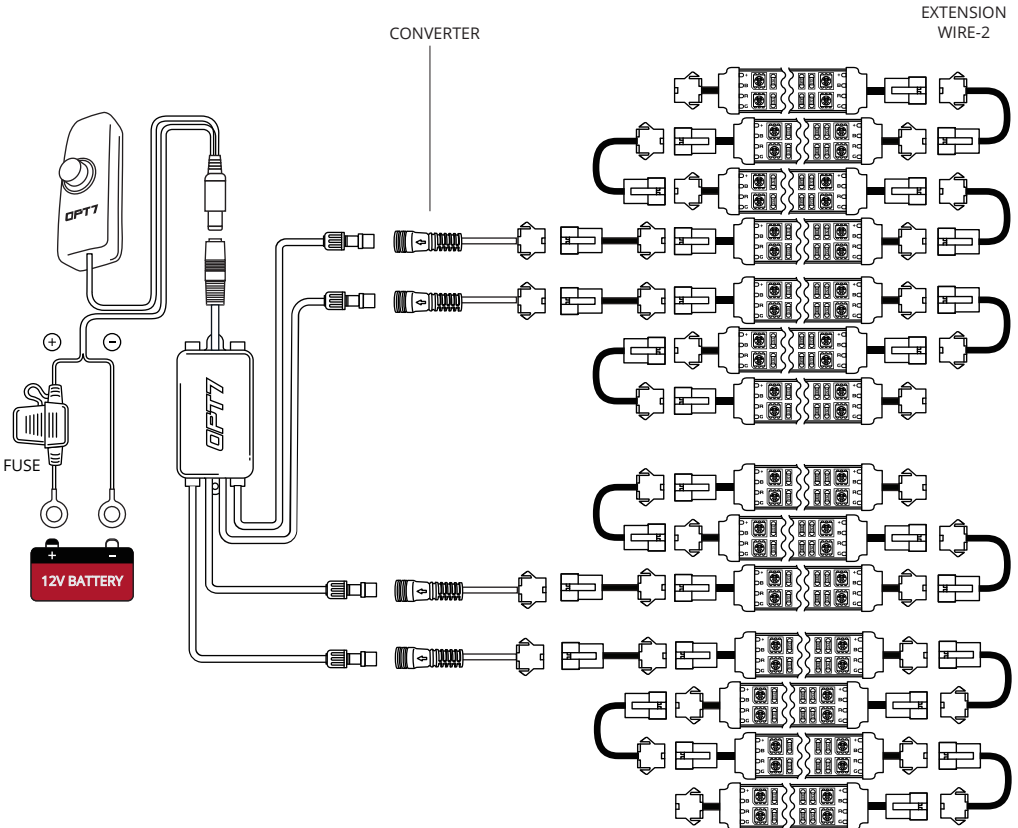 EXTENSION
WIRE-2
CONVERTER
OPT7
OPT7
+
-
FUSE
+
-
12V BATTERY